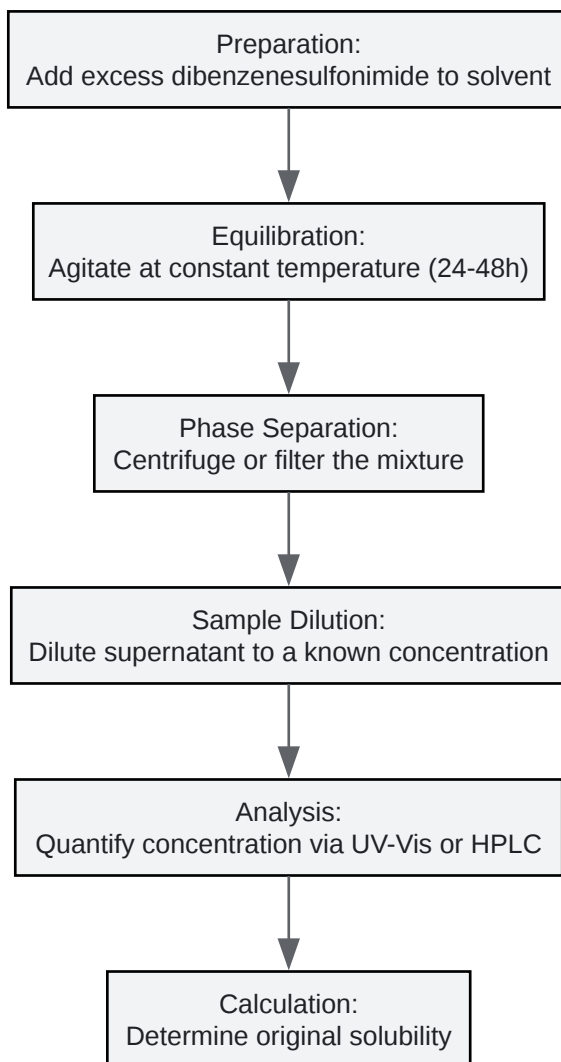 Preparation:
Add excess dibenzenesulfonimide to solvent
Equilibration:
Agitate at constant temperature (24-48h)
Phase Separation:
Centrifuge or filter the mixture
Sample Dilution:
Dilute supernatant to a known concentration
Analysis:
Quantify concentration via UV-Vis or HPLC
Calculation:
Determine original solubility